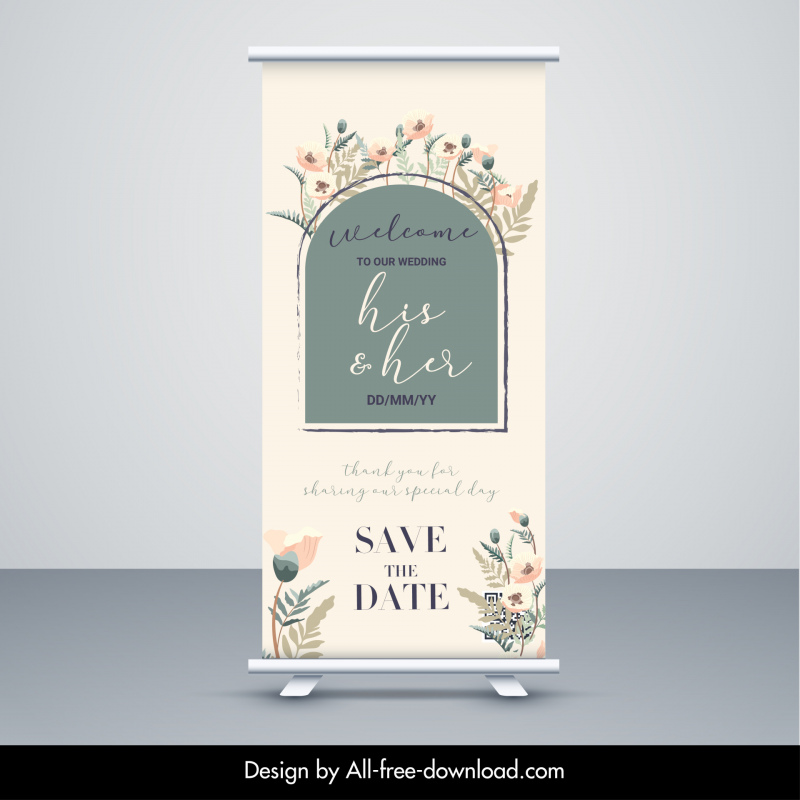 welcome
TO OUR WEDDING
his
& her
DD/MM/YY
thank you for
sharing our special day
SAVE
THE
DATE
Design by All-free-download.com